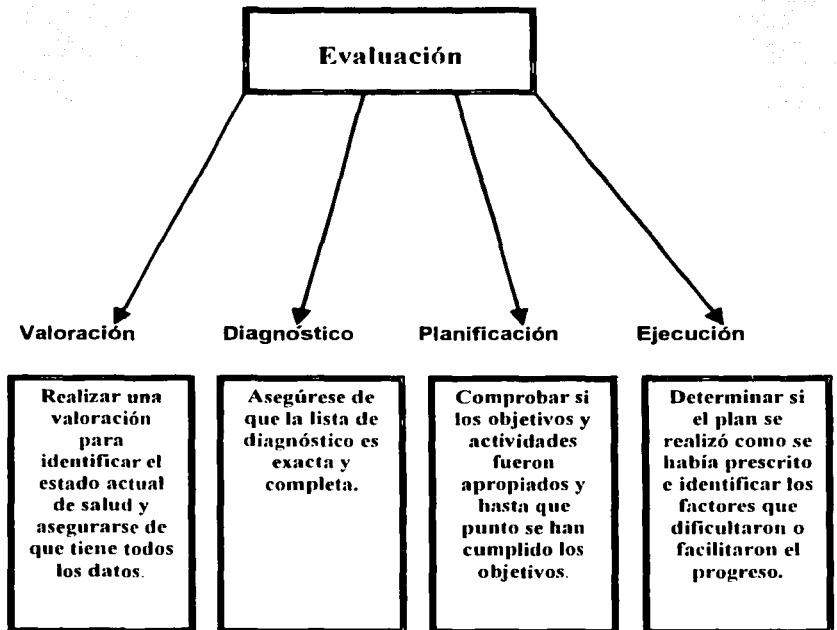 Evaluación
Valoración
Diagnóstico
Planificación
Ejecución
Realizar una
valoración
para
identificar el
estado actual
de salud y
asegurarse de
que tiene todos
los datos.
Asegúrese de
que la lista de
diagnóstico es
exacta y
completa.
Comprobar si
los objetivos y
actividades
fueron
apropiados y
hasta que
punto se han
cumplido los
objetivos.
Determinar si
el plan se
realizó como se
había prescrito
e identificar los
factores que
dificultaron o
facilitaron el
progreso.